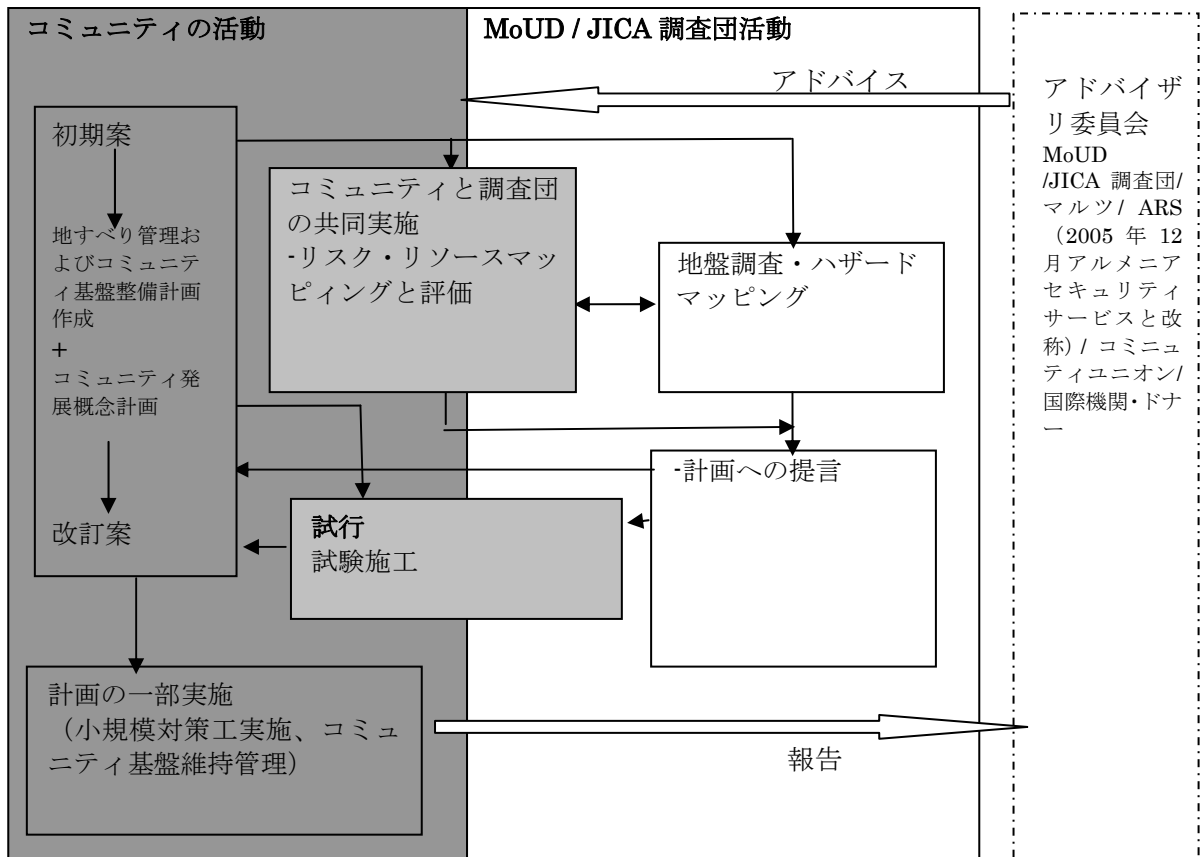 コミュニティの活動
MoUD / JICA 調査団活動
アドバイス
初期案
地すべり管理お
よびコミュニテ
ィ基盤整備計画
作成
+
コミュニティ発
展概念計画
改訂案
コミュニティと調査団
の共同実施
-リスク・リソースマッ
ピィングと評価
地盤調査・ハザード
マッピング
-計画への提言
試行
試験施工
計画の一部実施
（小規模対策工実施、コミュ
ニティ基盤維持管理）
報告
アドバイザ
リ委員会
MoUD
/JICA 調査団/
マルツ/ ARS
（2005 年 12
月アルメニア
セキュリティ
サービスと改
称）/ コミニュ
ティユニオン/
国際機関・ドナ
ー